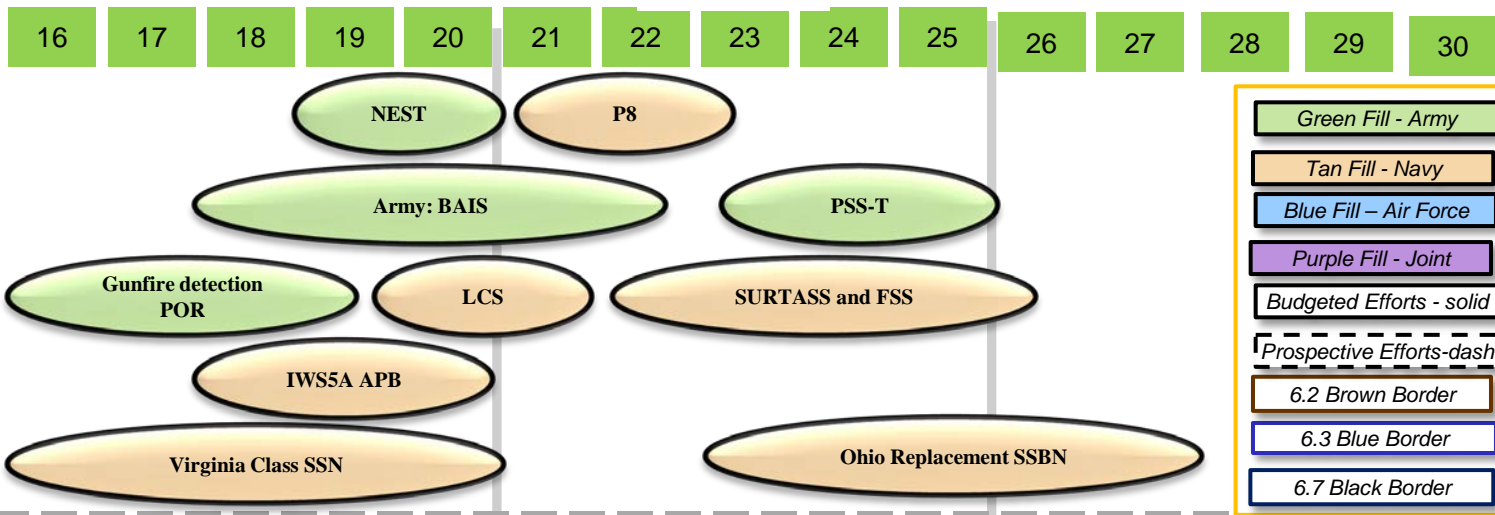 16 17 18 19 20 21 22 23 24 25 26 27 28 29 30
NEST
P8
Army: BAIS
PSS-T
Gunfire detection
POR
LCS
SURTASS and FSS
IWS5A APB
Virginia Class SSN
Ohio Replacement SSBN
Green Fill - Army
Tan Fill - Navy
Blue Fill – Air Force
Purple Fill - Joint
Budgeted Efforts - solid
Prospective Efforts-dash
6.2 Brown Border
6.3 Blue Border
6.7 Black Border